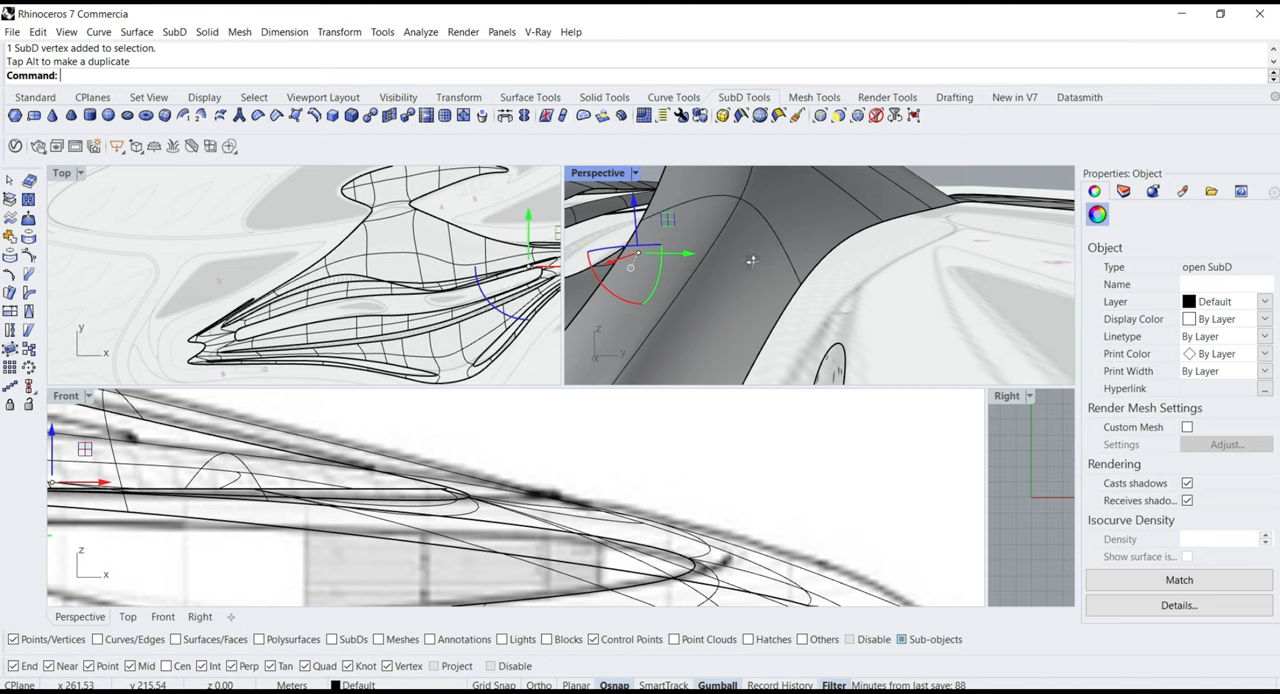 Rhinoceros 7 Commercia
File Edit View Curve Surface SubD Solid Mesh Dimension Transform Tools Analyze Render Panels V-Ray Help
1 SubD vertex added to selection.
Tap Alt to make a duplicate
Command:
Standard CPlanes Set View Display Select Viewport Layout Visibility Transform Surface Tools Solid Tools Curve Tools SubD Tools Mesh Tools Render Tools Drafting New in V7 Datasmith
Top
Perspective
Properties: Object
Object
Type open SubD
Name
Layer Default
Display Color By Layer
Linetype By Layer
Print Color By Layer
Print Width By Layer
Hyperlink ...
y
x
z
y
x
Front
Right
z
x
Render Mesh Settings
Custom Mesh
Settings Adjust...
Rendering
Casts shadows
Receives shado...
Isocurve Density
Density
Show surface is...
Match
Details...
Perspective Top Front Right
Points/Vertices Curves/Edges Surfaces/Faces Polysurfaces SubDs Meshes Annotations Lights Blocks Control Points Point Clouds Hatches Others Disable Sub-objects
End Near Point Mid Cen Int Perp Tan Quad Knot Vertex Project Disable
CPlane x 261.53 y 215.54 z 0.00 Meters Default Grid Snap Ortho Planar Osnap SmartTrack Gumball Record History Filter Minutes from last save: 88